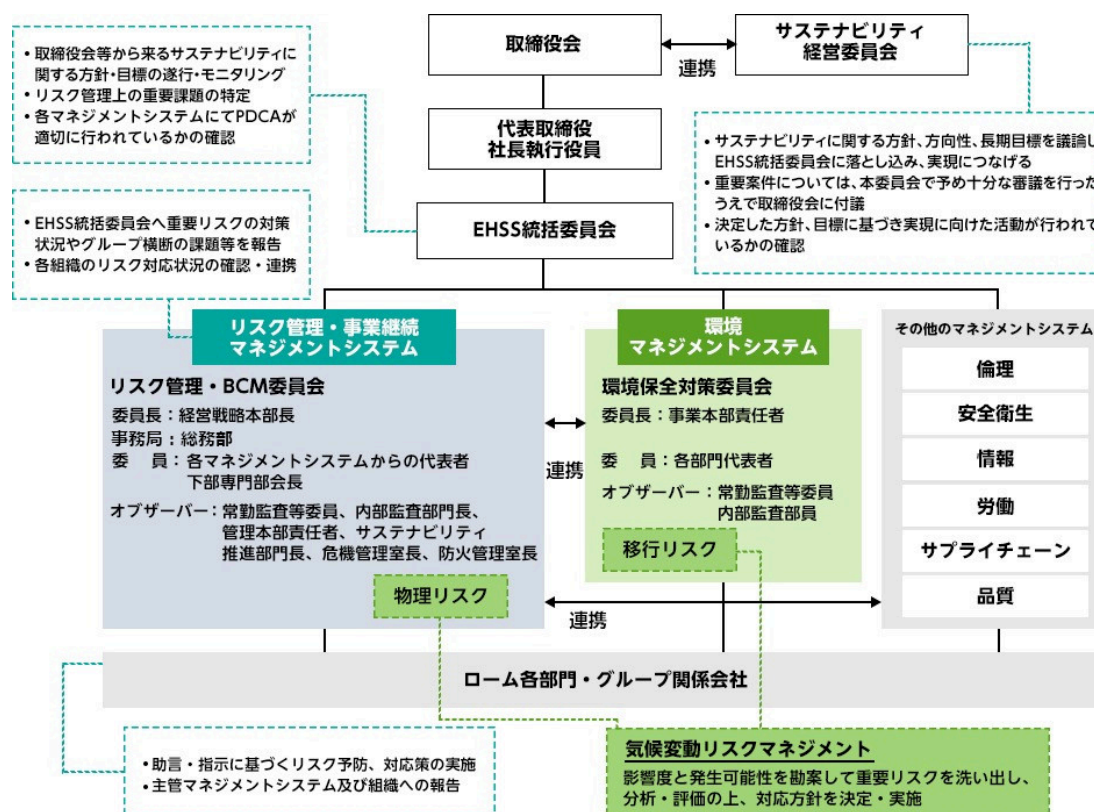 取締役会
連携
サステナビリティ
経営委員会
・取締役会等から来るサステナビリティに
関する方針・目標の遂行・モニタリング
・リスク管理上の重要課題の特定
・各マネジメントシステムにてPDCAが
適切に行われているかの確認
代表取締役
社長執行役員
・サステナビリティに関する方針、方向性、長期目標を議論し
EHSS統括委員会に落とし込み、実現につなげる
・重要案件については、本委員会で予め十分な審議を行った
うえで取締役会に付議
・決定した方針、目標に基づき実現に向けた活動が行われて
いるかの確認
・EHSS統括委員会へ重要リスクの対策
状況やグループ横断の課題等を報告
・各組織のリスク対応状況の確認・連携
EHSS統括委員会
リスク管理・事業継続
マネジメントシステム
リスク管理・BCM委員会
委員長：経営戦略本部長
事務局：総務部
委　員：各マネジメントシステムからの代表者
下部専門部会長
オブザーバー：常勤監査等委員、内部監査部門長、
管理本部責任者、サステナビリティ
推進部門長、危機管理室長、防火管理室長
物理リスク
連携
環境
マネジメントシステム
環境保全対策委員会
委員長：事業本部責任者
委　員：各部門代表者
オブザーバー：常勤監査等委員
内部監査部員
移行リスク
連携
その他のマネジメントシステム
倫理
安全衛生
情報
労働
サプライチェーン
品質
ローム各部門・グループ関係会社
・助言・指示に基づくリスク予防、対応策の実施
・主管マネジメントシステム及び組織への報告
気候変動リスクマネジメント
影響度と発生可能性を勘案して重要リスクを洗い出し、
分析・評価の上、対応方針を決定・実施